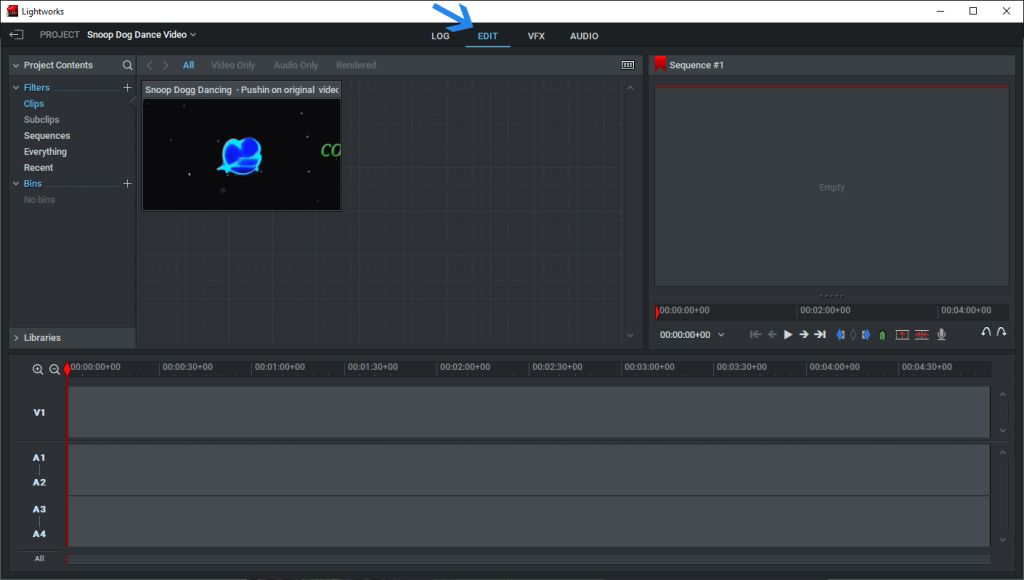 Lightworks
PROJECT Snoop Dog Dance Video
LOG EDIT VFX AUDIO
Project Contents
All Video Only Audio Only Rendered
Sequence #1
Filters
Clips
Subclips
Sequences
Everything
Recent
Bins
No bins
Libraries
Snoop Dogg Dancing - Pushin on original video
CO
Empty
00:00:00+00 00:02:00+00 00:04:00+00
00:00:00+00
00:00:00+00 00:00:30+00 00:01:00+00 00:01:30+00 00:02:00+00 00:02:30+00 00:03:00+00 00:03:30+00 00:04:00+00 00:04:30+00
V1
A1
A2
A3
A4
All